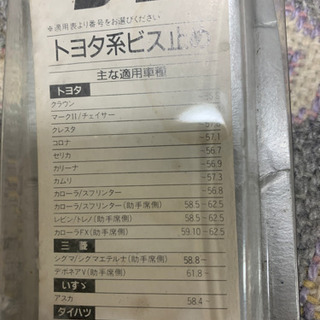 ※適用表より番号をお選びください
トヨタ系ビス止め
主な適用車種
トヨタ
クラウン
マークII/チェイサー
クレスタ
コロナ -57.1
セリカ -56.7
カリーナ -56.9
カムリ -57.3
カローラ/スプリンター -56.8
カローラ/スプリンター(助手席側) 58.5-62.5
レビン/トレノ(助手席側) 58.5-62.5
カローラFX(助手席側) 59.10-62.5
三菱
シグマ/シグマエテルナ(助手席側) 58.8-
デボネアV(助手席側) 61.8-
いすゞ
アスカ 58.4-
ダイハツ